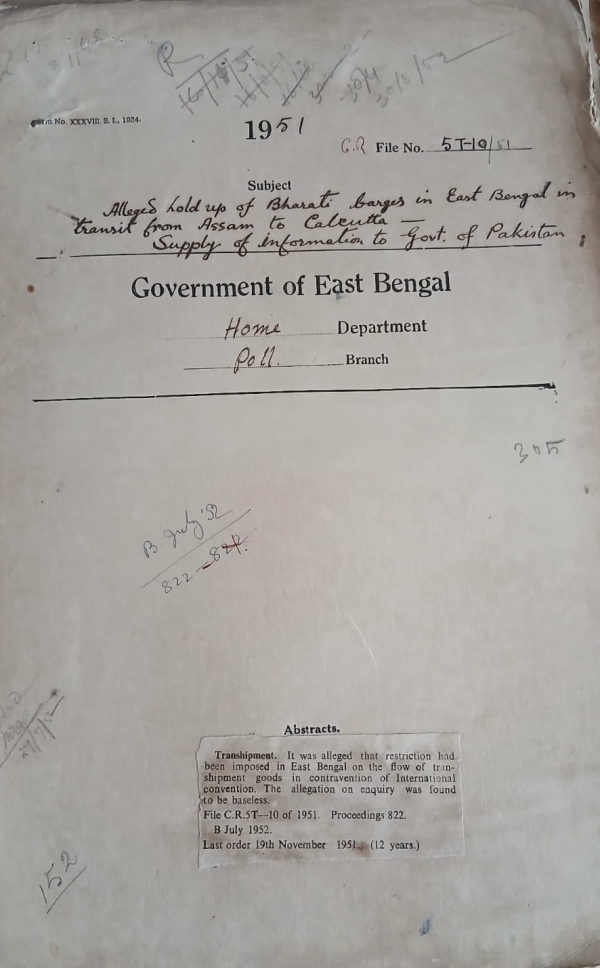 R
30/8/52
Form No. XXXVIII. S. I., 1024.
1951
C.R File No. 5T-10/51
Subject
Alleged hold up of Bharati barges in East Bengal in
transit from Assam to Calcutta —
Supply of information to Govt. of Pakistan
Government of East Bengal
Home Department
Poll. Branch
305
B. July '52
822
Abstracts.
Transhipment. It was alleged that restriction had
been imposed in East Bengal on the flow of tran-
shipment goods in contravention of International
convention. The allegation on enquiry was found
to be baseless.
File C.R.5T—10 of 1951. Proceedings 822.
B July 1952.
Last order 19th November 1951. (12 years.)
152